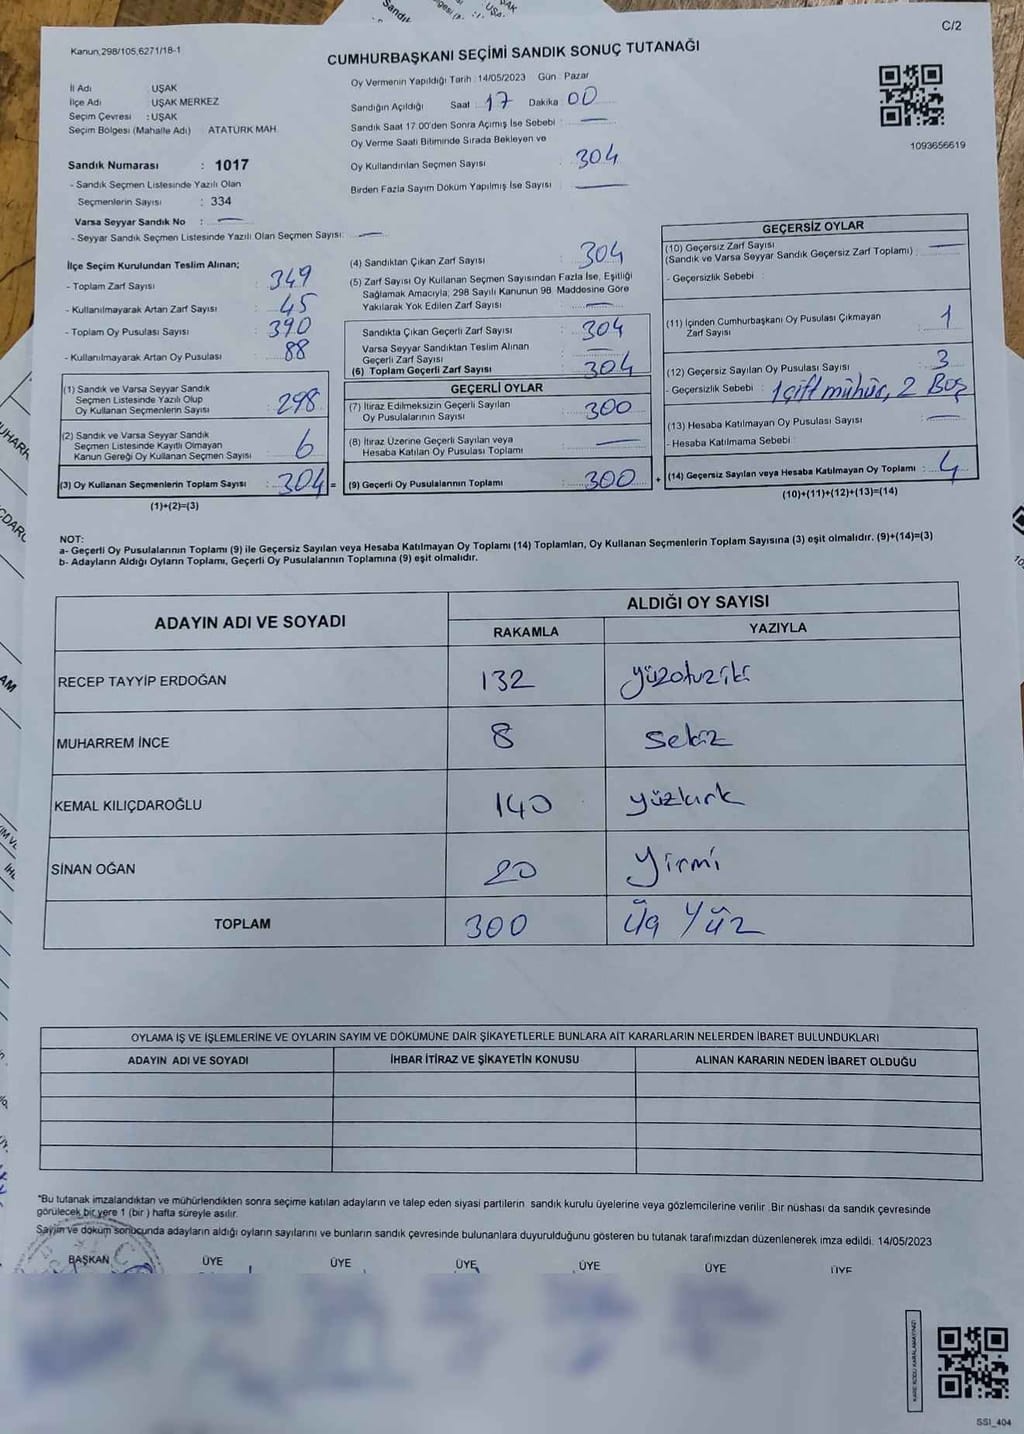 C/2
Kanun,298/105,6271/18-1
CUMHURBAŞKANI SEÇİMİ SANDIK SONUÇ TUTANAĞI
İl Adı UŞAK
İlçe Adı UŞAK MERKEZ
Seçim Çevresi : UŞAK
Seçim Bölgesi (Mahalle Adı) ATATÜRK MAH.
Sandık Numarası : 1017
- Sandık Seçmen Listesinde Yazılı Olan
Seçmenlerin Sayısı : 334
Varsa Seyyar Sandık No :
- Seyyar Sandık Seçmen Listesinde Yazılı Olan Seçmen Sayısı:
Oy Vermenin Yapıldığı Tarih : 14/05/2023 Gün : Pazar
Sandığın Açıldığı Saat 17 Dakika 00
Sandık Saat 17:00'den Sonra Açımış İse Sebebi :
Oy Verme Saati Bitiminde Sırada Bekleyen ve
Oy Kullandırılan Seçmen Sayısı : 304
Birden Fazla Sayım Döküm Yapılmış İse Sayısı :
1093656619
İlçe Seçim Kurulundan Teslim Alınan;
- Toplam Zarf Sayısı : 349
- Kullanılmayarak Artan Zarf Sayısı : 45
- Toplam Oy Pusulası Sayısı : 390
- Kullanılmayarak Artan Oy Pusulası : 88
(1) Sandık ve Varsa Seyyar Sandık
Seçmen Listesinde Yazılı Olup
Oy Kullanan Seçmenlerin Sayısı : 298
(2) Sandık ve Varsa Seyyar Sandık
Seçmen Listesinde Kayıtlı Olmayan
Kanun Gereği Oy Kullanan Seçmen Sayısı : 6
(3) Oy Kullanan Seçmenlerin Toplam Sayısı : 304 =
(1)+(2)=(3)
(4) Sandıktan Çıkan Zarf Sayısı : 304
(5) Zarf Sayısı Oy Kullanan Seçmen Sayısından Fazla İse, Eşitliği
Sağlamak Amacıyla; 298 Sayılı Kanunun 98. Maddesine Göre
Yakılarak Yok Edilen Zarf Sayısı :
Sandıkta Çıkan Geçerli Zarf Sayısı : 304
Varsa Seyyar Sandıktan Teslim Alınan
Geçerli Zarf Sayısı :
(6) Toplam Geçerli Zarf Sayısı : 304
GEÇERLİ OYLAR
(7) İtiraz Edilmeksizin Geçerli Sayılan
Oy Pusulalarının Sayısı : 300
(8) İtiraz Üzerine Geçerli Sayılan veya
Hesaba Katılan Oy Pusulası Toplamı :
(9) Geçerli Oy Pusulalarının Toplamı : 300 +
GEÇERSİZ OYLAR
(10) Geçersiz Zarf Sayısı
(Sandık ve Varsa Seyyar Sandık Geçersiz Zarf Toplamı) :
- Geçersizlik Sebebi :
(11) İçinden Cumhurbaşkanı Oy Pusulası Çıkmayan
Zarf Sayısı : 1
(12) Geçersiz Sayılan Oy Pusulası Sayısı : 3
- Geçersizlik Sebebi : 1 çift mühür, 2 Boş
(13) Hesaba Katılmayan Oy Pusulası Sayısı :
- Hesaba Katılmama Sebebi :
(14) Geçersiz Sayılan veya Hesaba Katılmayan Oy Toplamı : 4
(10)+(11)+(12)+(13)=(14)
NOT:
a- Geçerli Oy Pusulalarının Toplamı (9) ile Geçersiz Sayılan veya Hesaba Katılmayan Oy Toplamı (14) Toplamları, Oy Kullanan Seçmenlerin Toplam Sayısına (3) eşit olmalıdır. (9)+(14)=(3)
b- Adayların Aldığı Oyların Toplamı, Geçerli Oy Pusulalarının Toplamına (9) eşit olmalıdır.
ADAYIN ADI VE SOYADI ALDIĞI OY SAYISI
RAKAMLA YAZIYLA
RECEP TAYYİP ERDOĞAN 132 yüzotuziki
MUHARREM İNCE 8 Sekiz
KEMAL KILIÇDAROĞLU 140 yüzkırk
SİNAN OĞAN 20 Yirmi
TOPLAM 300 Üç Yüz
OYLAMA İŞ VE İŞLEMLERİNE VE OYLARIN SAYIM VE DÖKÜMÜNE DAİR ŞİKAYETLERLE BUNLARA AİT KARARLARIN NELERDEN İBARET BULUNDUKLARI
ADAYIN ADI VE SOYADI İHBAR İTİRAZ VE ŞİKAYETİN KONUSU ALINAN KARARIN NEDEN İBARET OLDUĞU
"Bu tutanak imzalandıktan ve mühürlendikten sonra seçime katılan adayların ve talep eden siyasi partilerin sandık kurulu üyelerine veya gözlemcilerine verilir. Bir nüshası da sandık çevresinde
görülecek bir yere 1 (bir) hafta süreyle asılır.
Sayım ve döküm sonucunda adayların aldığı oyların sayılarını ve bunların sandık çevresinde bulunanlara duyurulduğunu gösteren bu tutanak tarafımızdan düzenlenerek imza edildi. 14/05/2023
BAŞKAN ÜYE ÜYE ÜYE ÜYE ÜYE ÜYE
KARE KODU KARALAMAYINIZ!
SSI_404